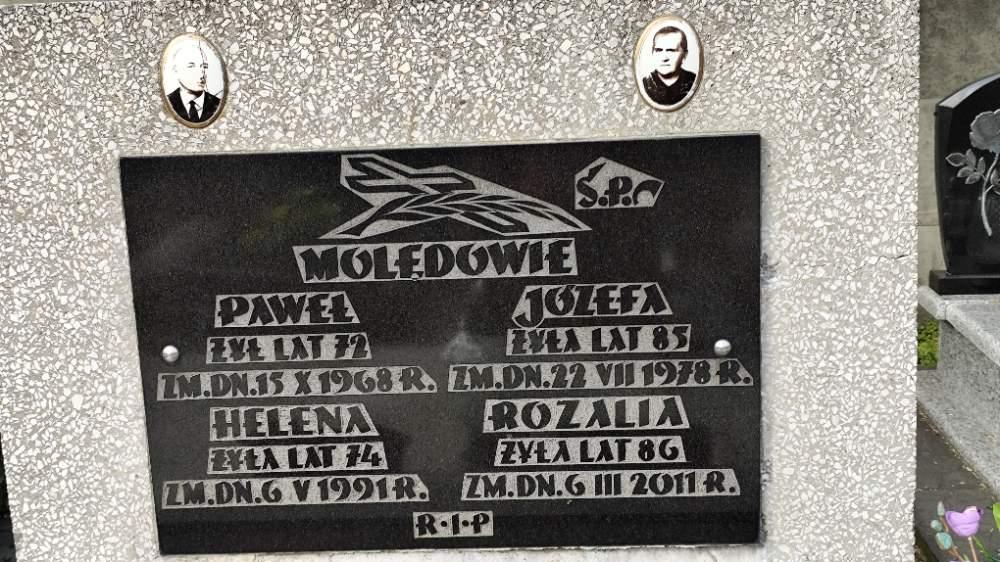 Ś.P.
MOLĘDOWIE
PAWEŁ
ŻYŁ LAT 72
ZM.DN.15 X 1968 R.
JÓZEFA
ŻYŁA LAT 85
ZM.DN.22 VII 1978 R.
HELENA
ŻYŁA LAT 74
ZM.DN.6 V 1991 R.
ROZALIA
ŻYŁA LAT 86
ZM.DN.6 III 2011 R.
R·I·P